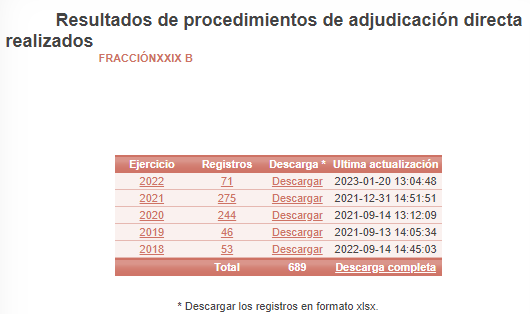 Resultados de procedimientos de adjudicación directa
realizados
FRACCIÓNXXIX B
Ejercicio Registros Descarga * Ultima actualización
2022 71 Descargar 2023-01-20 13:04:48
2021 275 Descargar 2021-12-31 14:51:51
2020 244 Descargar 2021-09-14 13:12:09
2019 46 Descargar 2021-09-13 14:05:34
2018 53 Descargar 2022-09-14 14:45:03
Total 689 Descarga completa
* Descargar los registros en formato xlsx.